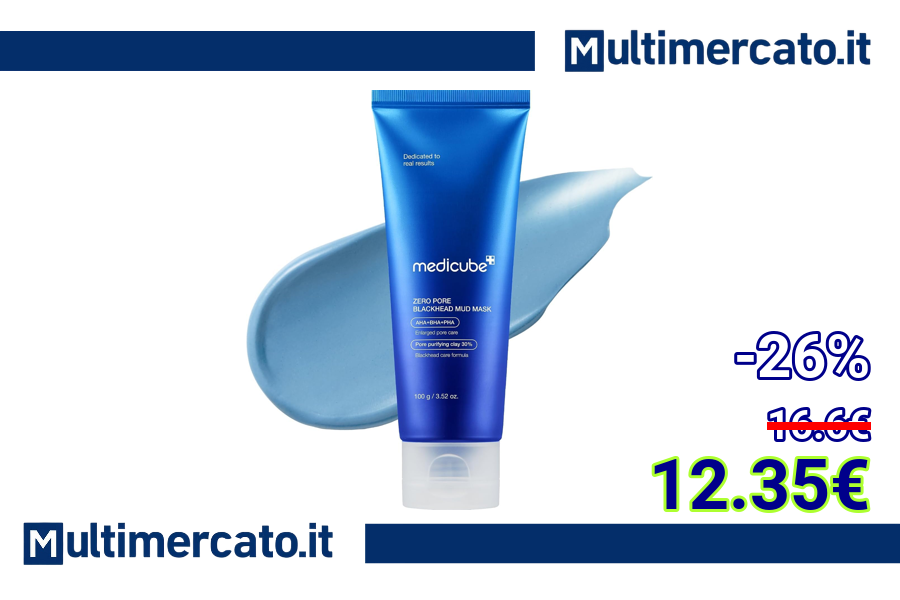 Multimercato.it
Dedicated to
real results
medicube
ZERO PORE
BLACKHEAD MUD MASK
AHA+BHA+PHA
Enlarged pore care
Pore purifying clay 30%
Blackhead care formula
100 g / 3.52 oz.
-26%
16.6€
12.35€
Multimercato.it